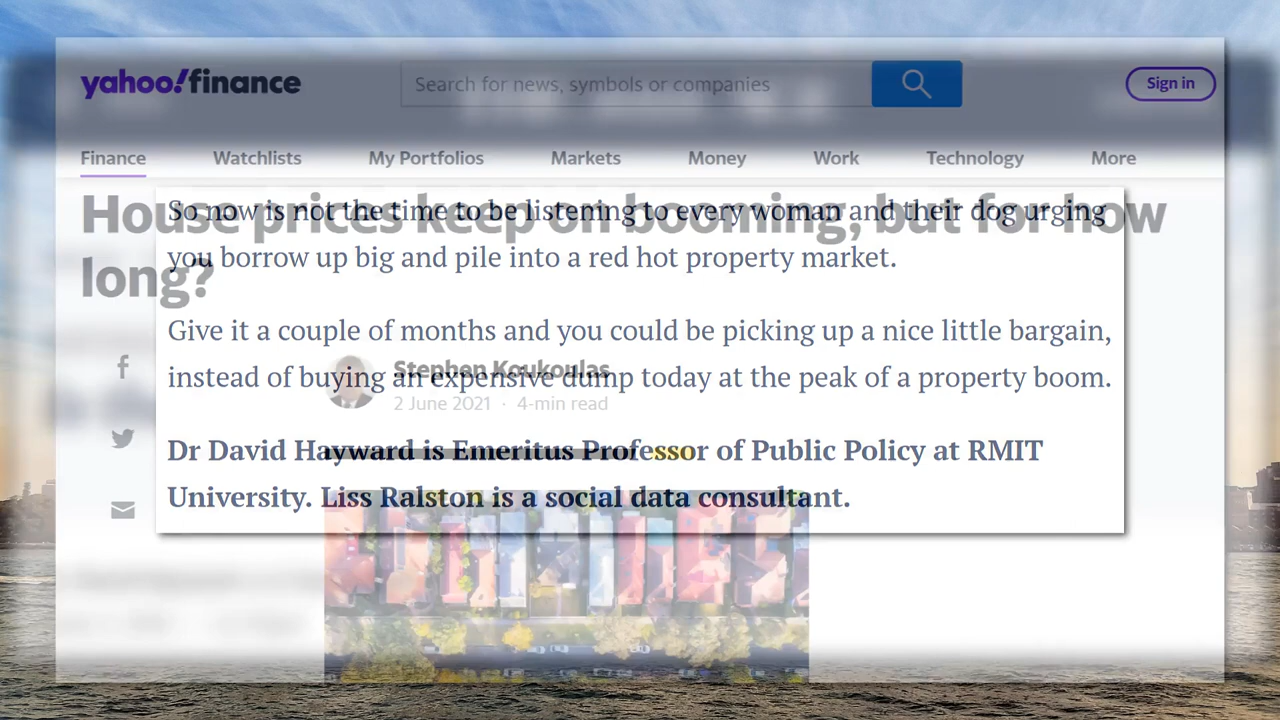 yahoo!finance
Search for news, symbols or companies
Sign in
Finance Watchlists My Portfolios Markets Money Work Technology More
House prices keep on booming, but for how
long?
Stephen Koukoulas
2 June 2021 · 4-min read
So now is not the time to be listening to every woman and their dog urging
you borrow up big and pile into a red hot property market.
Give it a couple of months and you could be picking up a nice little bargain,
instead of buying an expensive dump today at the peak of a property boom.
Dr David Hayward is Emeritus Professor of Public Policy at RMIT
University. Liss Ralston is a social data consultant.